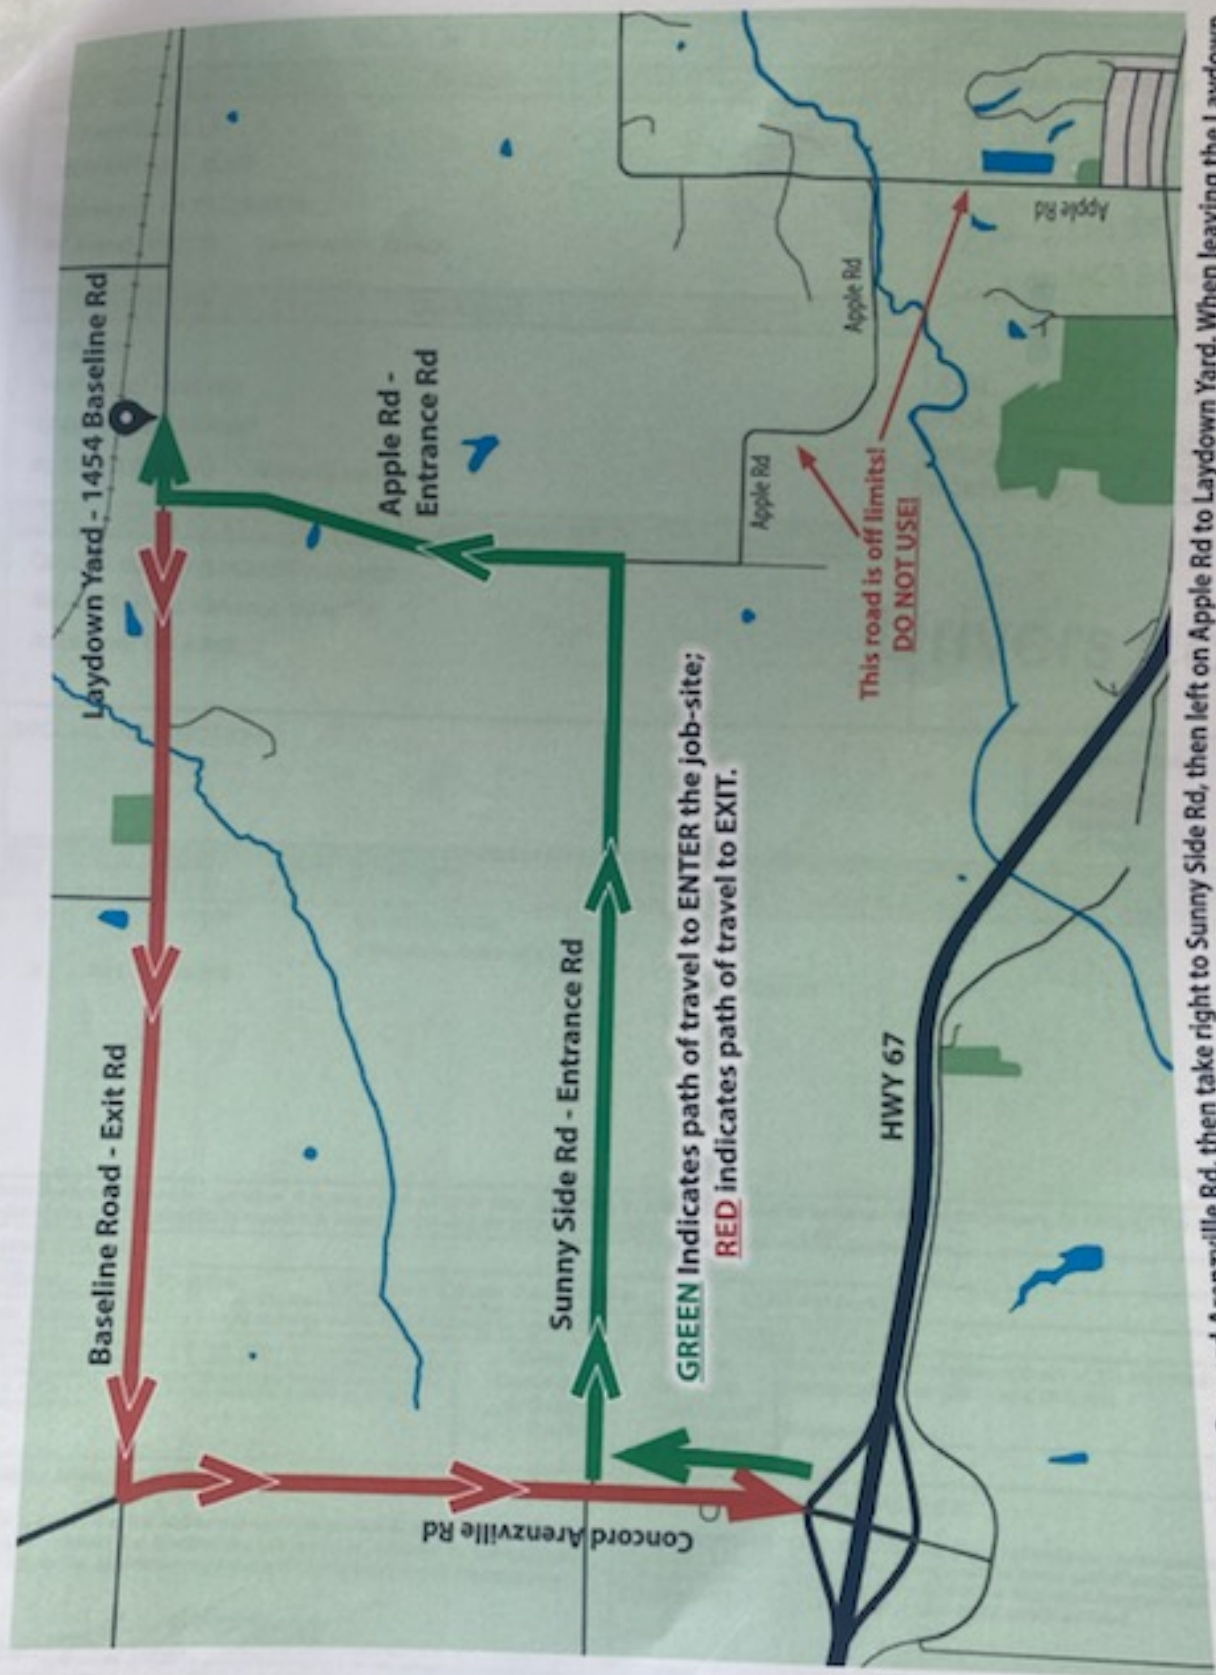 Laydown Yard - 1454 Baseline Rd
Baseline Road - Exit Rd
Apple Rd -
Entrance Rd
Sunny Side Rd - Entrance Rd
Concord Arenzville Rd
GREEN Indicates path of travel to ENTER the job-site;
RED indicates path of travel to EXIT.
Apple Rd
Apple Rd
Apple Rd
This road is off limits!
DO NOT USE!
HWY 67
Arenzville Rd, then take right to Sunny Side Rd, then left on Apple Rd to Laydown Yard. When leaving the Laydown